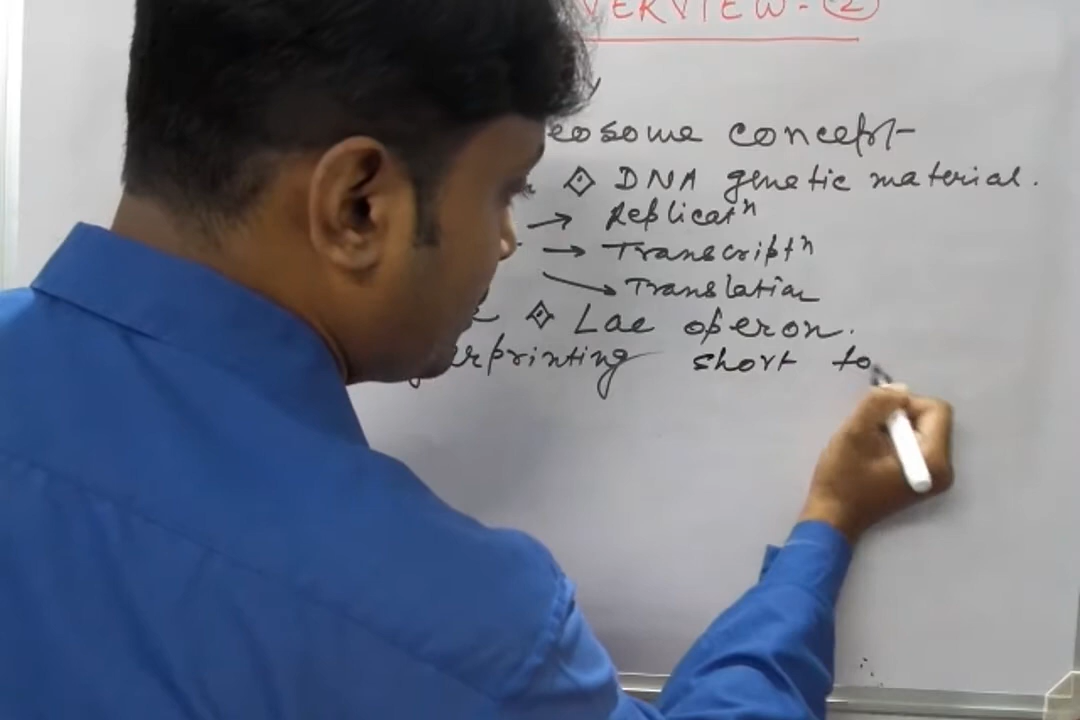 VERVIEW-②
eosome concept
DNA genetic material.
→ Replicatⁿ
→ Transcriptⁿ
→ Translation
Lac operon.
erprinting short to